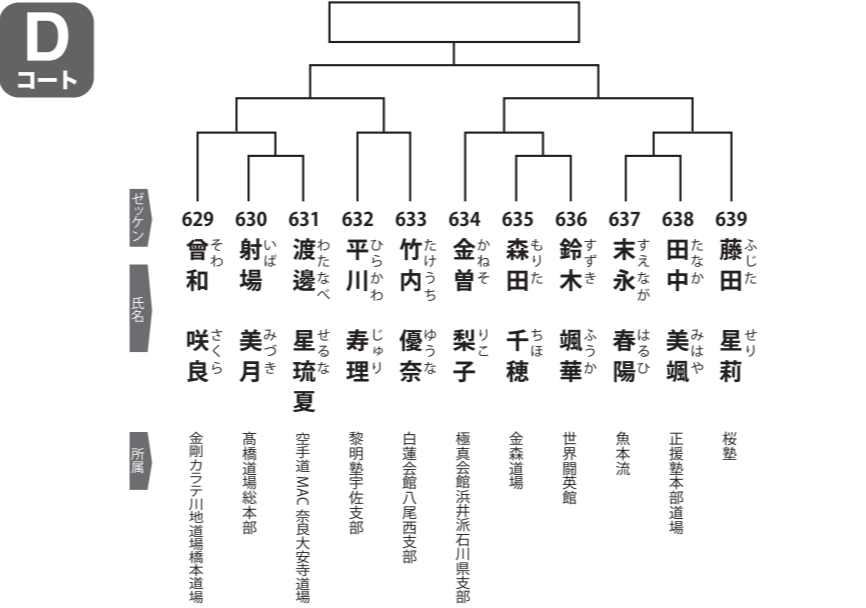 D
コート
ゼッケン
629 630 631 632 633 634 635 636 637 638 639
氏名
曾和 咲良
そわ さくら
射場 美月
いば みづき
渡邊 星琉夏
わたなべ せるな
平川 寿理
ひらかわ じゅり
竹内 優奈
たけうち ゆうな
金曽 梨子
かねそ りこ
森田 千穂
もりた ちほ
鈴木 颯華
すずき ふうか
末永 春陽
すえなが はるひ
田中 美颯
たなか みはや
藤田 星莉
ふじた せり
所属
金剛カラテ川地道場橋本道場
髙橋道場総本部
空手道 MAC 奈良大安寺道場
黎明塾宇佐支部
白蓮会館八尾西支部
極真会館浜井派石川県支部
金森道場
世界闘英館
魚本流
正援塾本部道場
桜塾